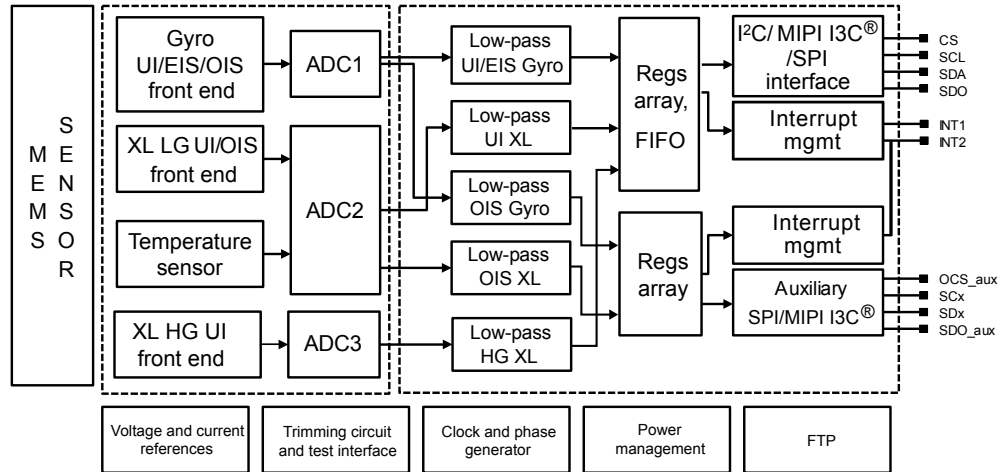 MEMS
SENSOR
Gyro
UI/EIS/OIS
front end
XL LG UI/OIS
front end
Temperature
sensor
XL HG UI
front end
ADC1
ADC2
ADC3
Low-pass
UI/EIS Gyro
Low-pass
UI XL
Low-pass
OIS Gyro
Low-pass
OIS XL
Low-pass
HG XL
Regs
array,
FIFO
Regs
array
I²C/ MIPI I3C®
/SPI
interface
Interrupt
mgmt
Interrupt
mgmt
Auxiliary
SPI/MIPI I3C®
CS
SCL
SDA
SDO
INT1
INT2
OCS_aux
SCx
SDx
SDO_aux
Voltage and current
references
Trimming circuit
and test interface
Clock and phase
generator
Power
management
FTP